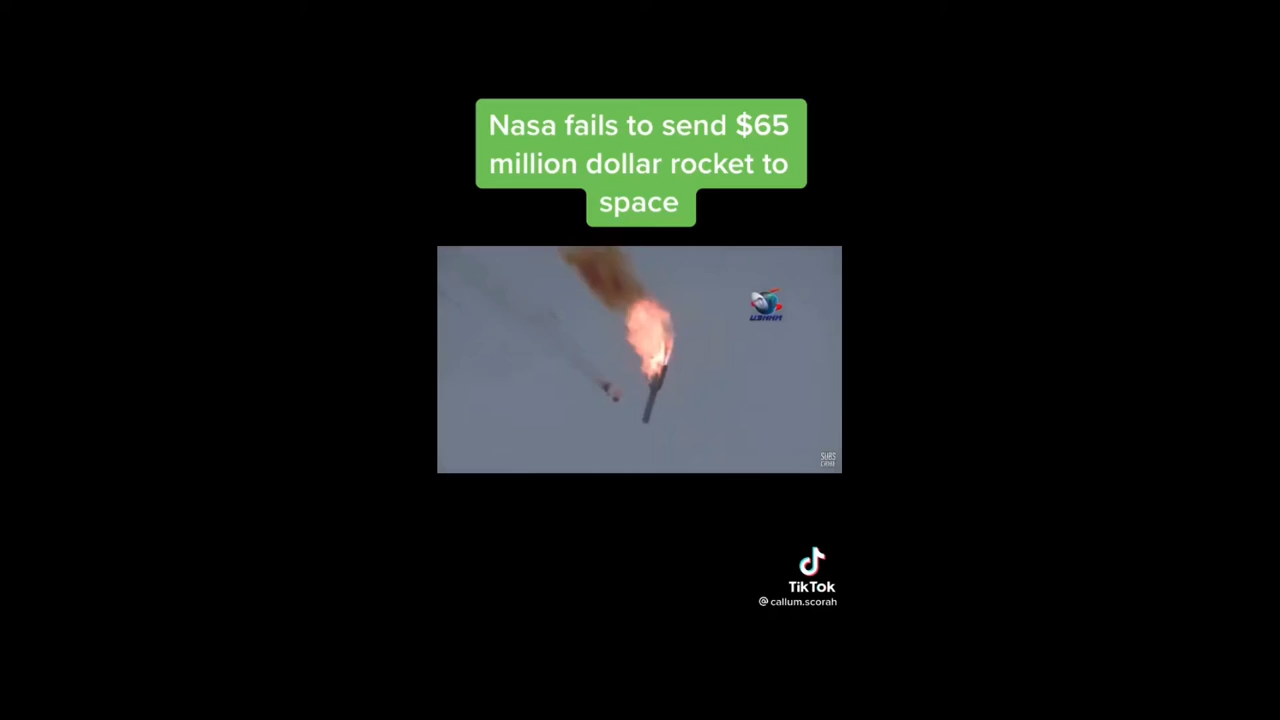 Nasa fails to send $65
million dollar rocket to
space
TikTok
@callum.scorah